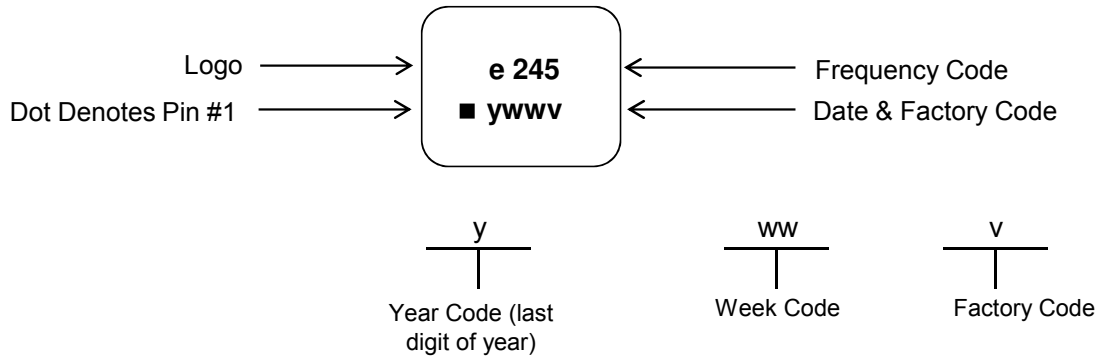 Logo
e 245
Frequency Code
Dot Denotes Pin #1
■ ywwv
Date & Factory Code
y
ww
v
Year Code (last
digit of year)
Week Code
Factory Code